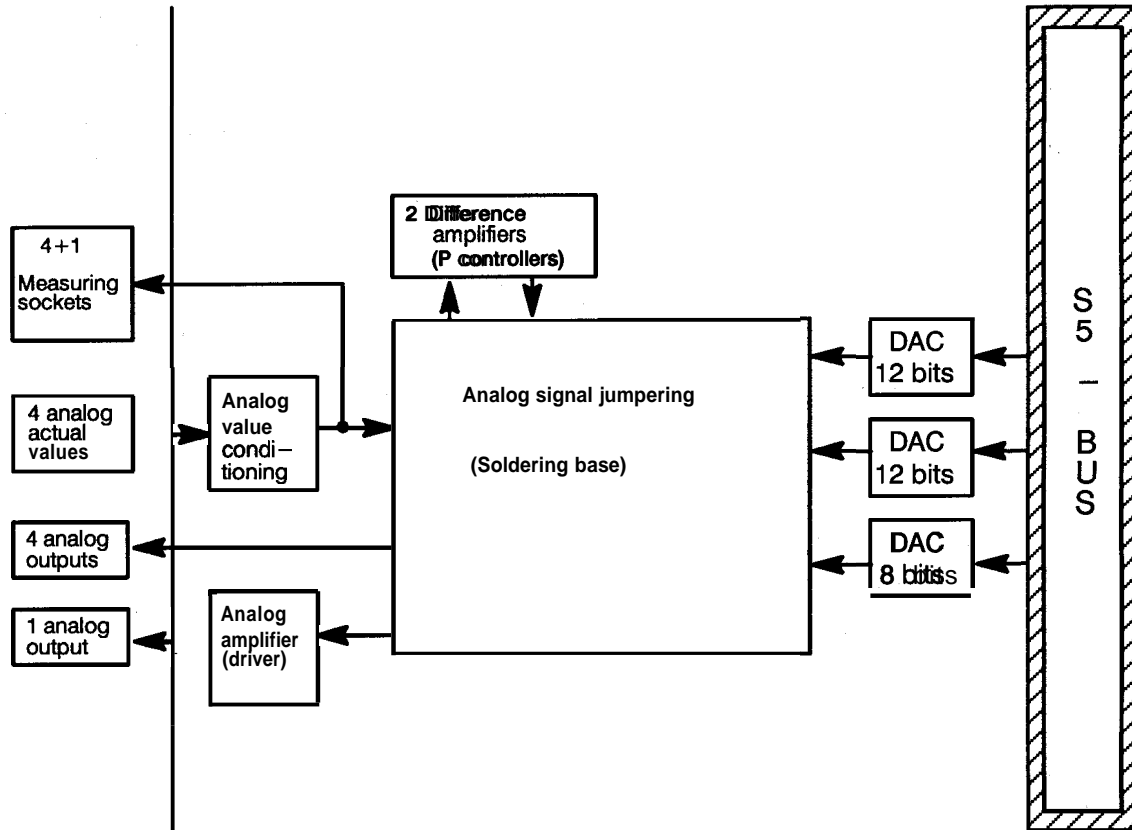 2 Difference
amplifiers
(P controllers)
4+1
Measuring
sockets
4 analog
actual
values
Analog
value
condi–
tioning
4 analog
outputs
1 analog
output
Analog
amplifier
(driver)
Analog signal jumpering
(Soldering base)
DAC
12 bits
DAC
12 bits
DAC
8 bits
S5 – BUS